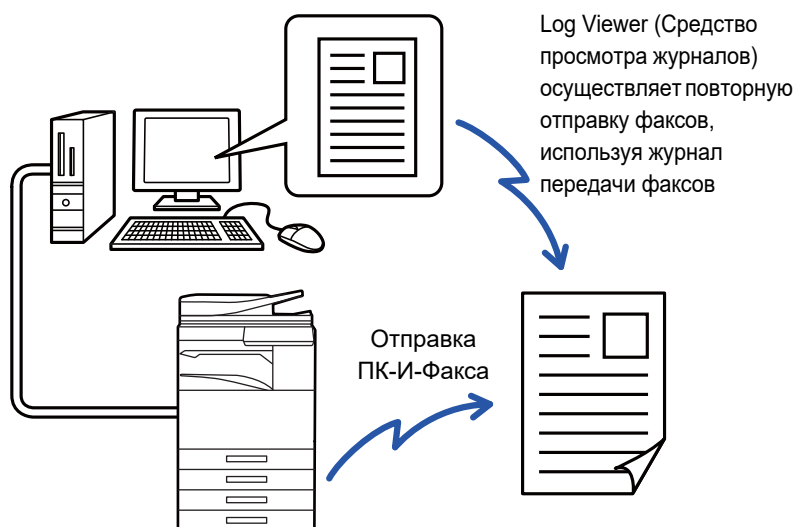 Log Viewer (Средство
просмотра журналов)
осуществляет повторную
отправку факсов,
используя журнал
передачи факсов
Отправка
ПК-И-Факса